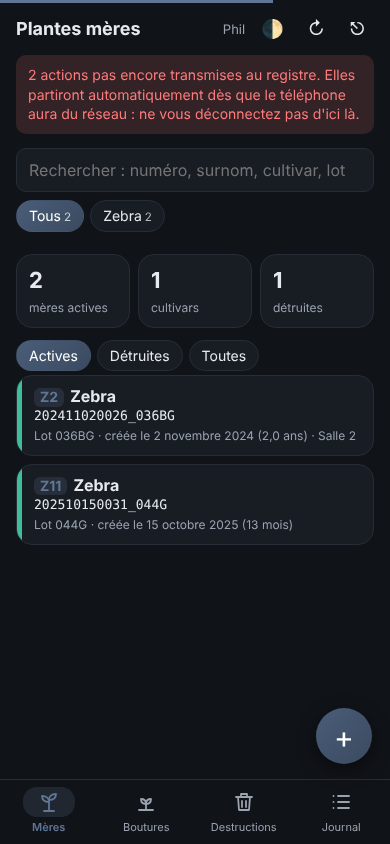 Plantes mères
Phil
2 actions pas encore transmises au registre. Elles
partiront automatiquement dès que le téléphone
aura du réseau : ne vous déconnectez pas d'ici là.
Rechercher : numéro, surnom, cultivar, lot
Tous 2
Zebra 2
2
mères actives
1
cultivars
1
détruites
Actives
Détruites
Toutes
Z2 Zebra
202411020026_036BG
Lot 036BG · créée le 2 novembre 2024 (2,0 ans) · Salle 2
Z11 Zebra
202510150031_044G
Lot 044G · créée le 15 octobre 2025 (13 mois)
+
Mères
Boutures
Destructions
Journal